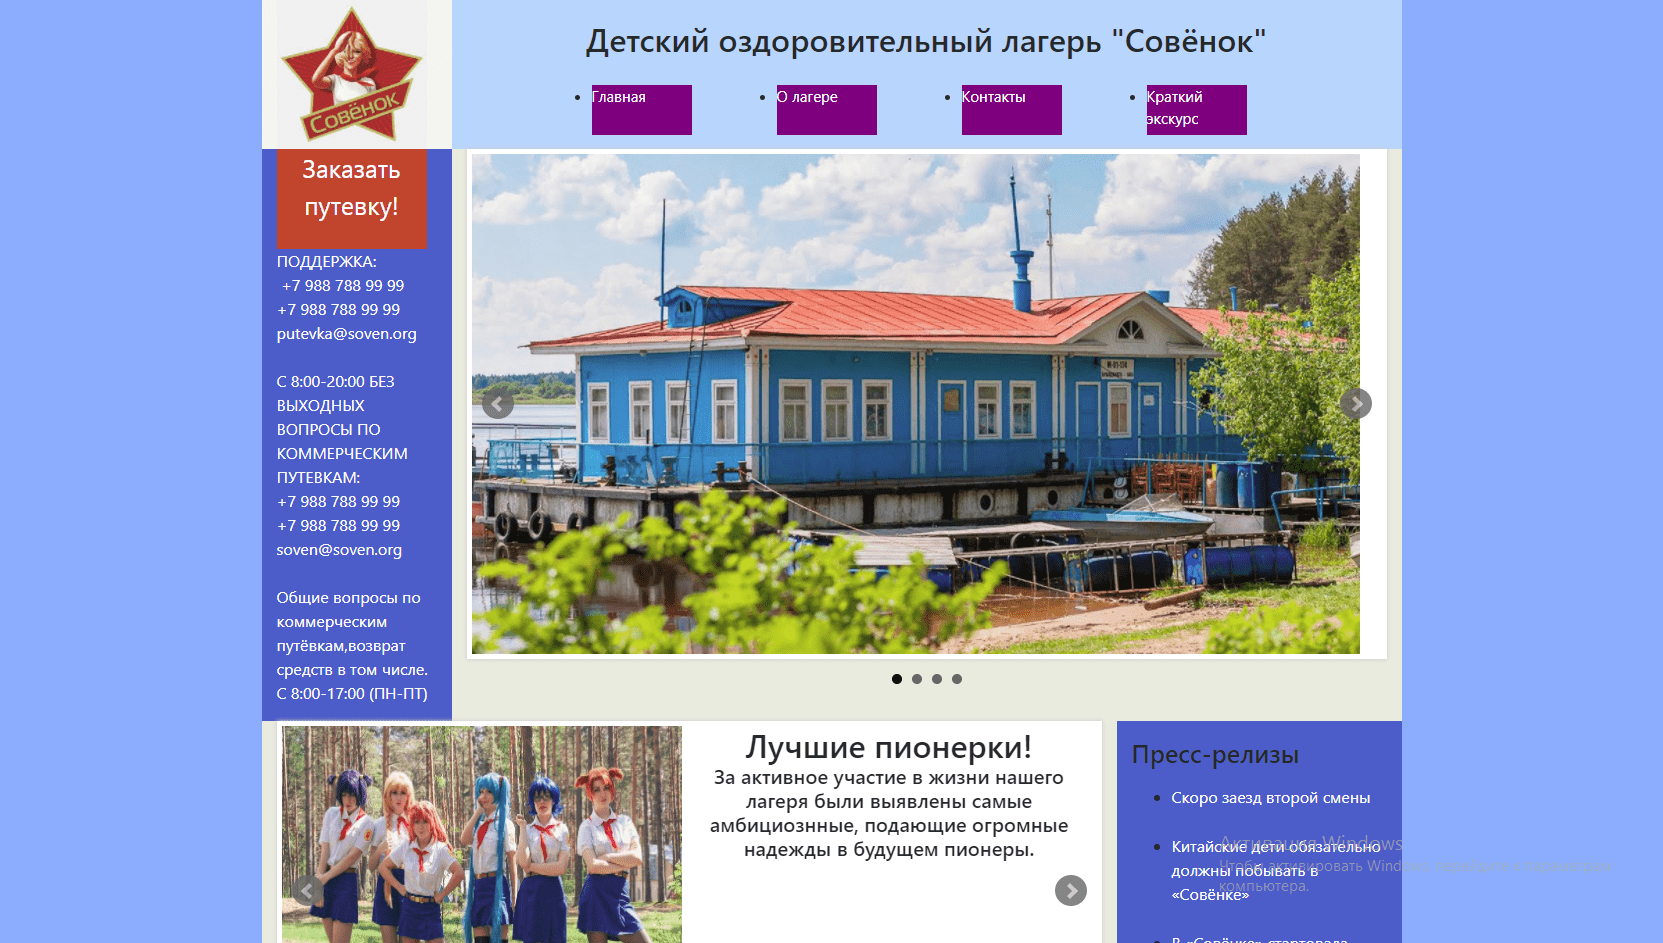 Совёнок
Детский оздоровительный лагерь "Совёнок"
Главная
О лагере
Контакты
Краткий
экскурс
Заказать
путевку!
ПОДДЕРЖКА:
+7 988 788 99 99
+7 988 788 99 99
putevka@soven.org
С 8:00-20:00 БЕЗ
ВЫХОДНЫХ
ВОПРОСЫ ПО
КОММЕРЧЕСКИМ
ПУТЕВКАМ:
+7 988 788 99 99
+7 988 788 99 99
soven@soven.org
Общие вопросы по
коммерческим
путёвкам,возврат
средств в том числе.
С 8:00-17:00 (ПН-ПТ)
Лучшие пионерки!
За активное участие в жизни нашего
лагеря были выявлены самые
амбициознные, подающие огромные
надежды в будущем пионеры.
Пресс-релизы
Скоро заезд второй смены
Китайские дети обязательно
должны побывать в
«Совёнке»
В «Совёнке» стартовала
Активация Windows
Чтобы активировать Windows
компьютера.